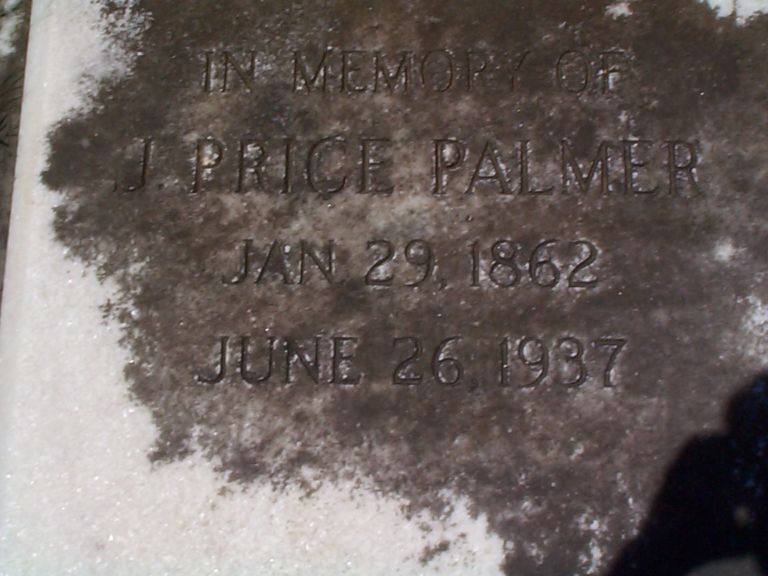 IN MEMORY OF
J. PRICE PALMER
JAN. 29, 1862
JUNE 26, 1937